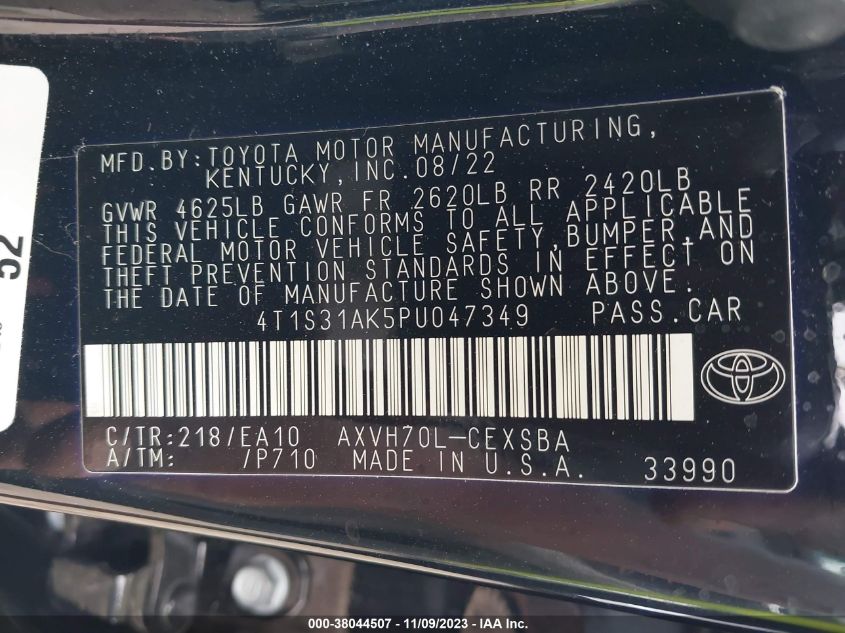 52
MFD. BY: TOYOTA MOTOR MANUFACTURING,
KENTUCKY, INC. 08/22
GVWR 4625LB GAWR FR 2620LB RR 2420LB
THIS VEHICLE CONFORMS TO ALL APPLICABLE
FEDERAL MOTOR VEHICLE SAFETY, BUMPER, AND
THEFT PREVENTION STANDARDS IN EFFECT ON
THE DATE OF MANUFACTURE SHOWN ABOVE.
4T1S31AK5PU047349 PASS. CAR
C/TR: 218/EA10 AXVH70L-CEXSBA
A/TM: /P710 MADE IN U.S.A. 33990
000-38044507 - 11/09/2023 - IAA Inc.